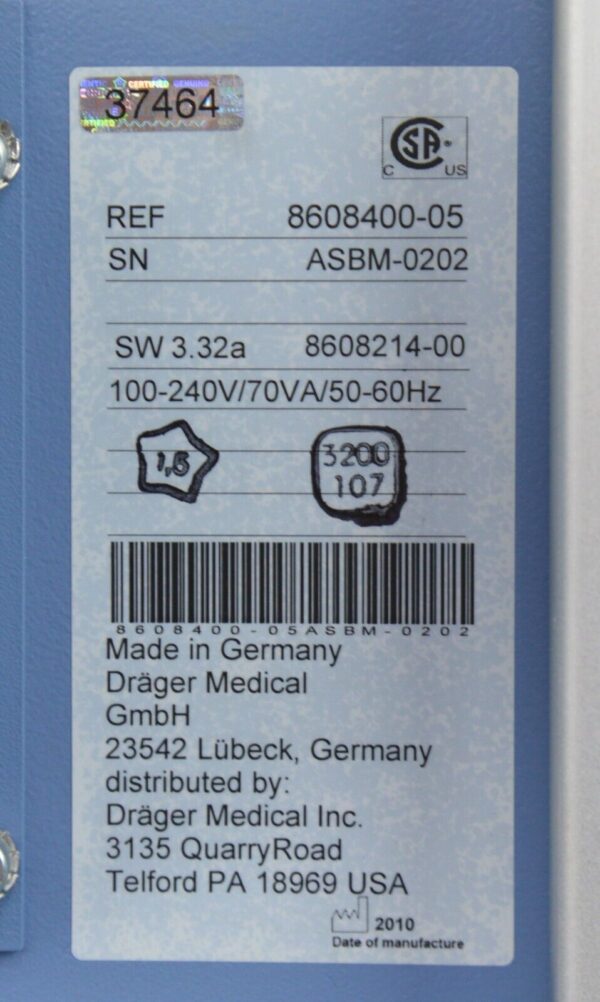 37464
CSA
C US
REF 8608400-05
SN ASBM-0202
SW 3.32a 8608214-00
100-240V/70VA/50-60Hz
1,5
3200
107
8608400-05ASBM-0202
Made in Germany
Dräger Medical
GmbH
23542 Lübeck, Germany
distributed by:
Dräger Medical Inc.
3135 QuarryRoad
Telford PA 18969 USA
2010
Date of manufacture